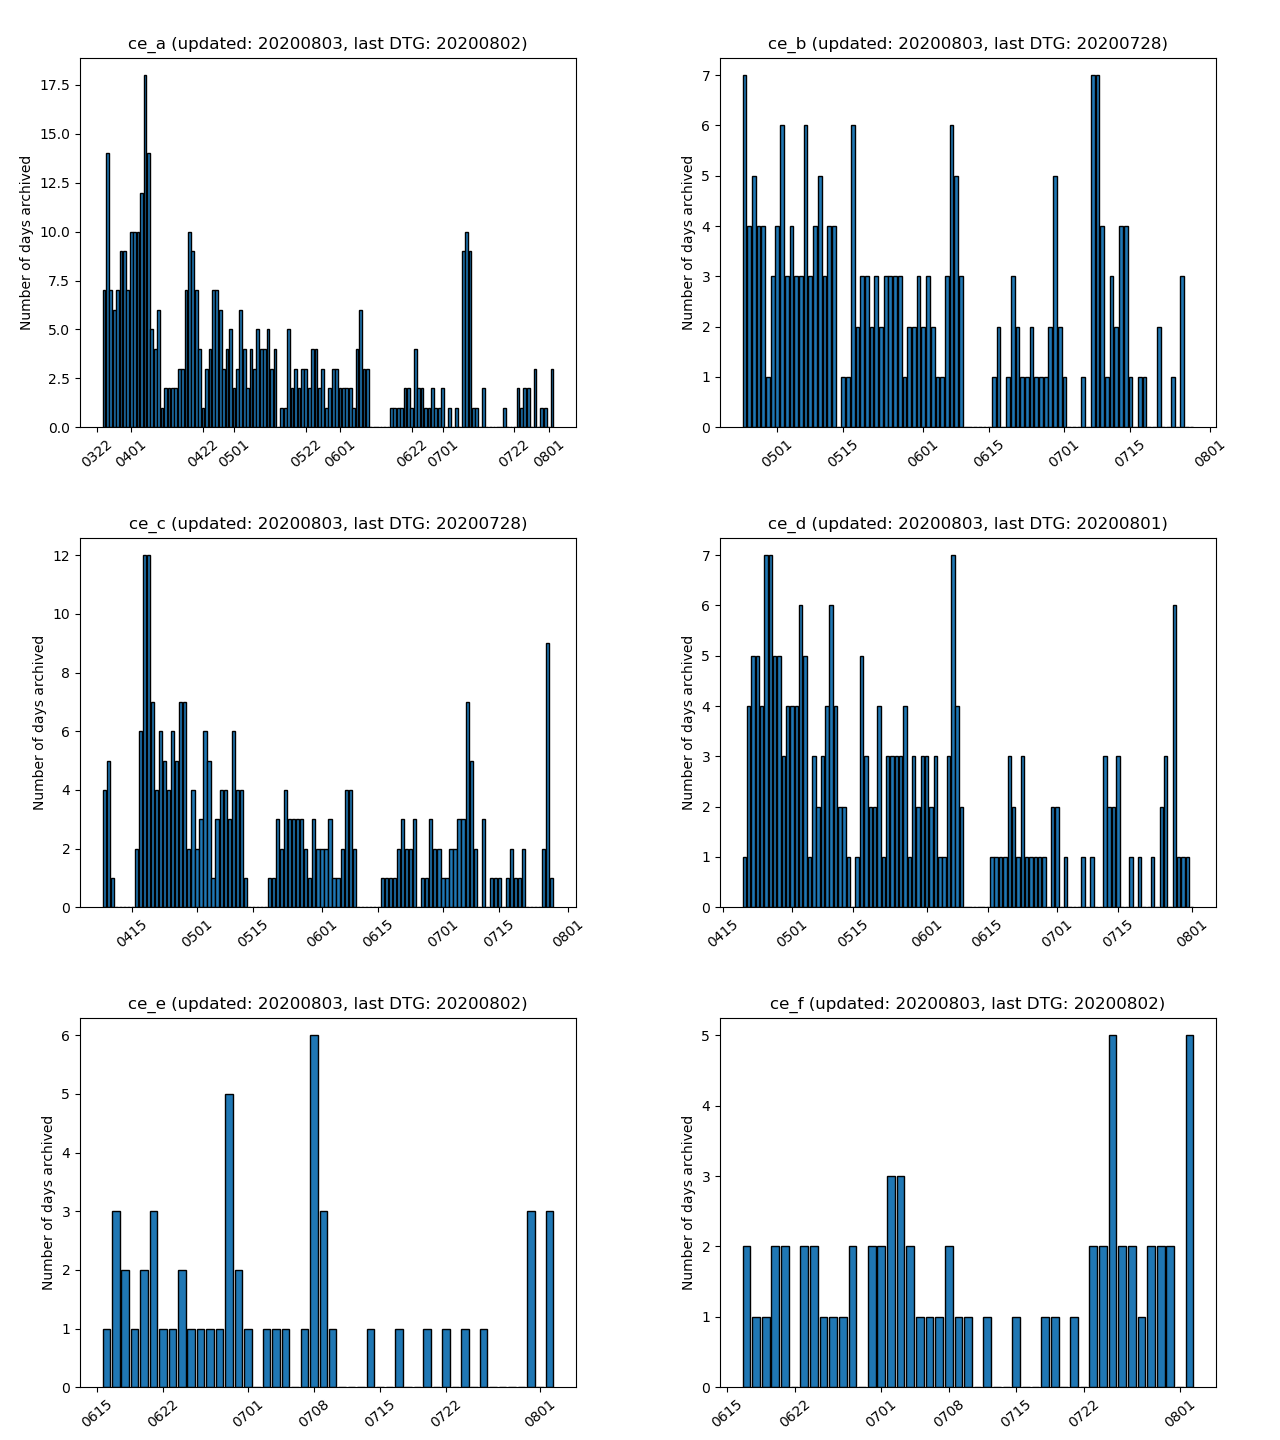 ce_a (updated: 20200803, last DTG: 20200802)
Number of days archived
17.5
15.0
12.5
10.0
7.5
5.0
2.5
0.0
0322 0401 0422 0501 0522 0601 0622 0701 0722 0801
ce_b (updated: 20200803, last DTG: 20200728)
Number of days archived
7
6
5
4
3
2
1
0
0501 0515 0601 0615 0701 0715 0801
ce_c (updated: 20200803, last DTG: 20200728)
Number of days archived
12
10
8
6
4
2
0
0415 0501 0515 0601 0615 0701 0715 0801
ce_d (updated: 20200803, last DTG: 20200801)
Number of days archived
7
6
5
4
3
2
1
0
0415 0501 0515 0601 0615 0701 0715 0801
ce_e (updated: 20200803, last DTG: 20200802)
Number of days archived
6
5
4
3
2
1
0
0615 0622 0701 0708 0715 0722 0801
ce_f (updated: 20200803, last DTG: 20200802)
Number of days archived
5
4
3
2
1
0
0615 0622 0701 0708 0715 0722 0801